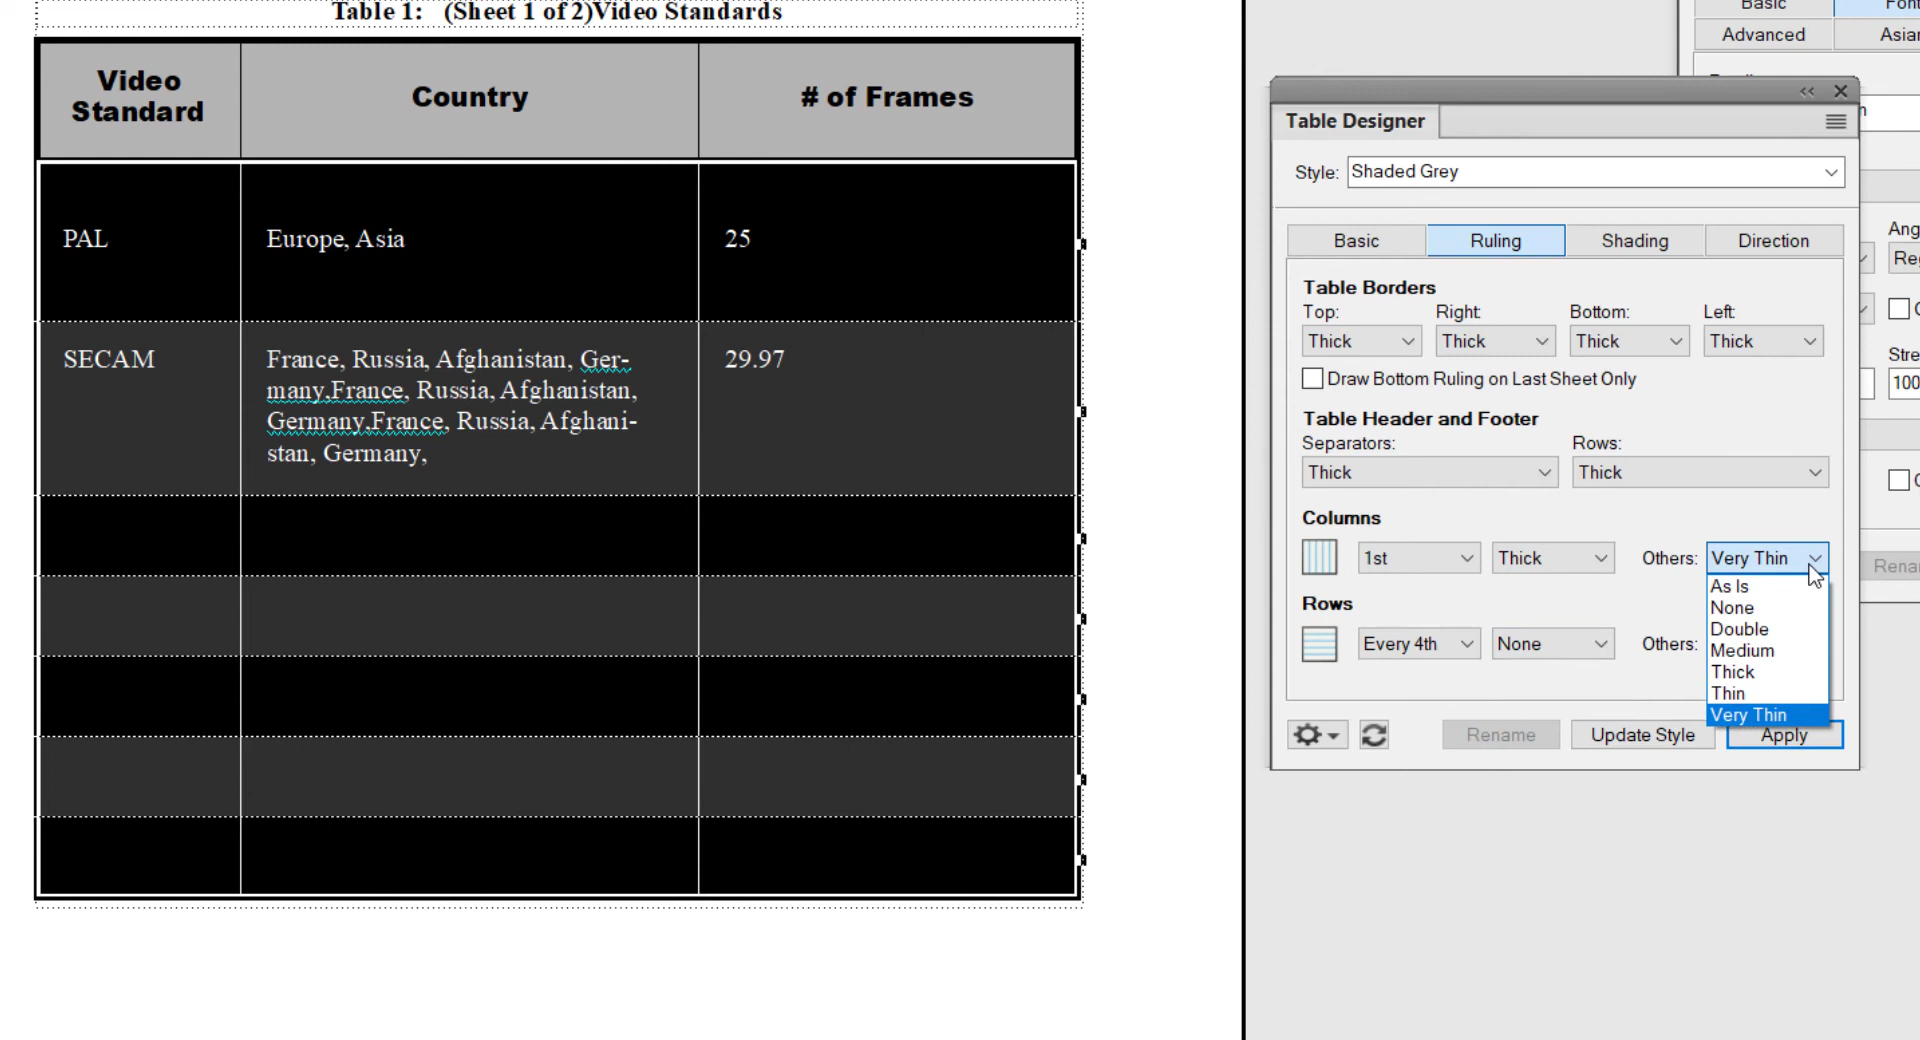 Table 1: (Sheet 1 of 2)Video Standards
Video Standard
Country
# of Frames
PAL
Europe, Asia
25
SECAM
France, Russia, Afghanistan, Ger-
many,France, Russia, Afghanistan,
Germany,France, Russia, Afghani-
stan, Germany,
29.97
Basic
Font
Advanced
Asian
Table Designer
Style: Shaded Grey
Basic
Ruling
Shading
Direction
Table Borders
Top:
Right:
Bottom:
Left:
Thick
Thick
Thick
Thick
Draw Bottom Ruling on Last Sheet Only
Table Header and Footer
Separators:
Rows:
Thick
Thick
Columns
1st
Thick
Others: Very Thin
As Is
None
Double
Medium
Thick
Thin
Very Thin
Rows
Every 4th
None
Others:
Rename
Update Style
Apply
Ang
Reg
Stre
100
Rena